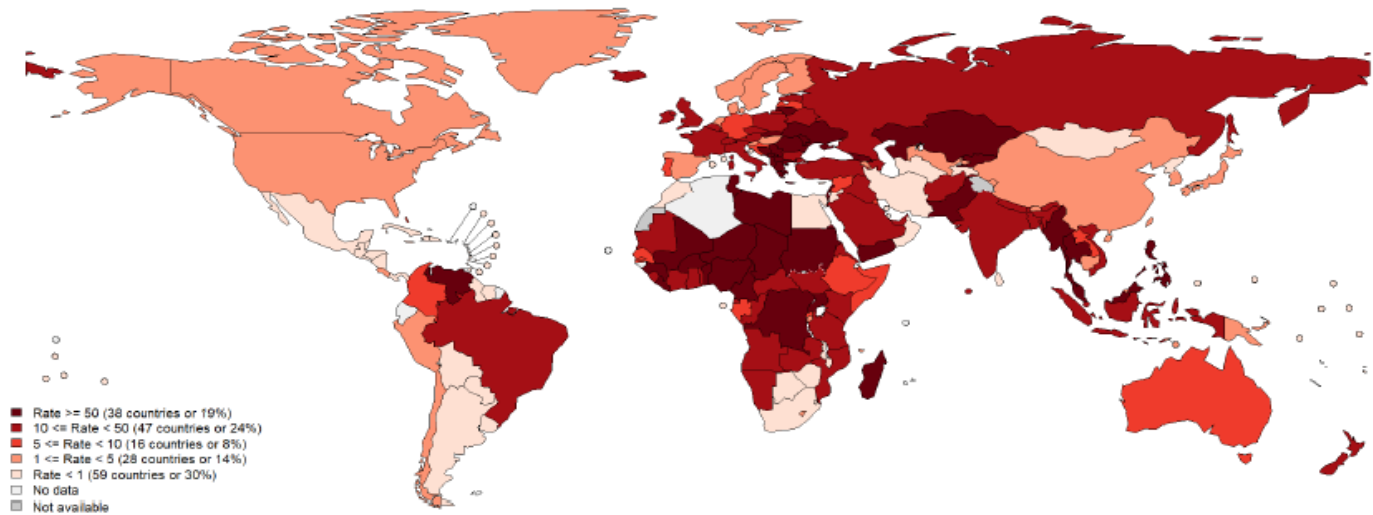 Rate >= 50 (38 countries or 19%)
10 <= Rate < 50 (47 countries or 24%)
5 <= Rate < 10 (16 countries or 8%)
1 <= Rate < 5 (28 countries or 14%)
Rate < 1 (59 countries or 30%)
No data
Not available